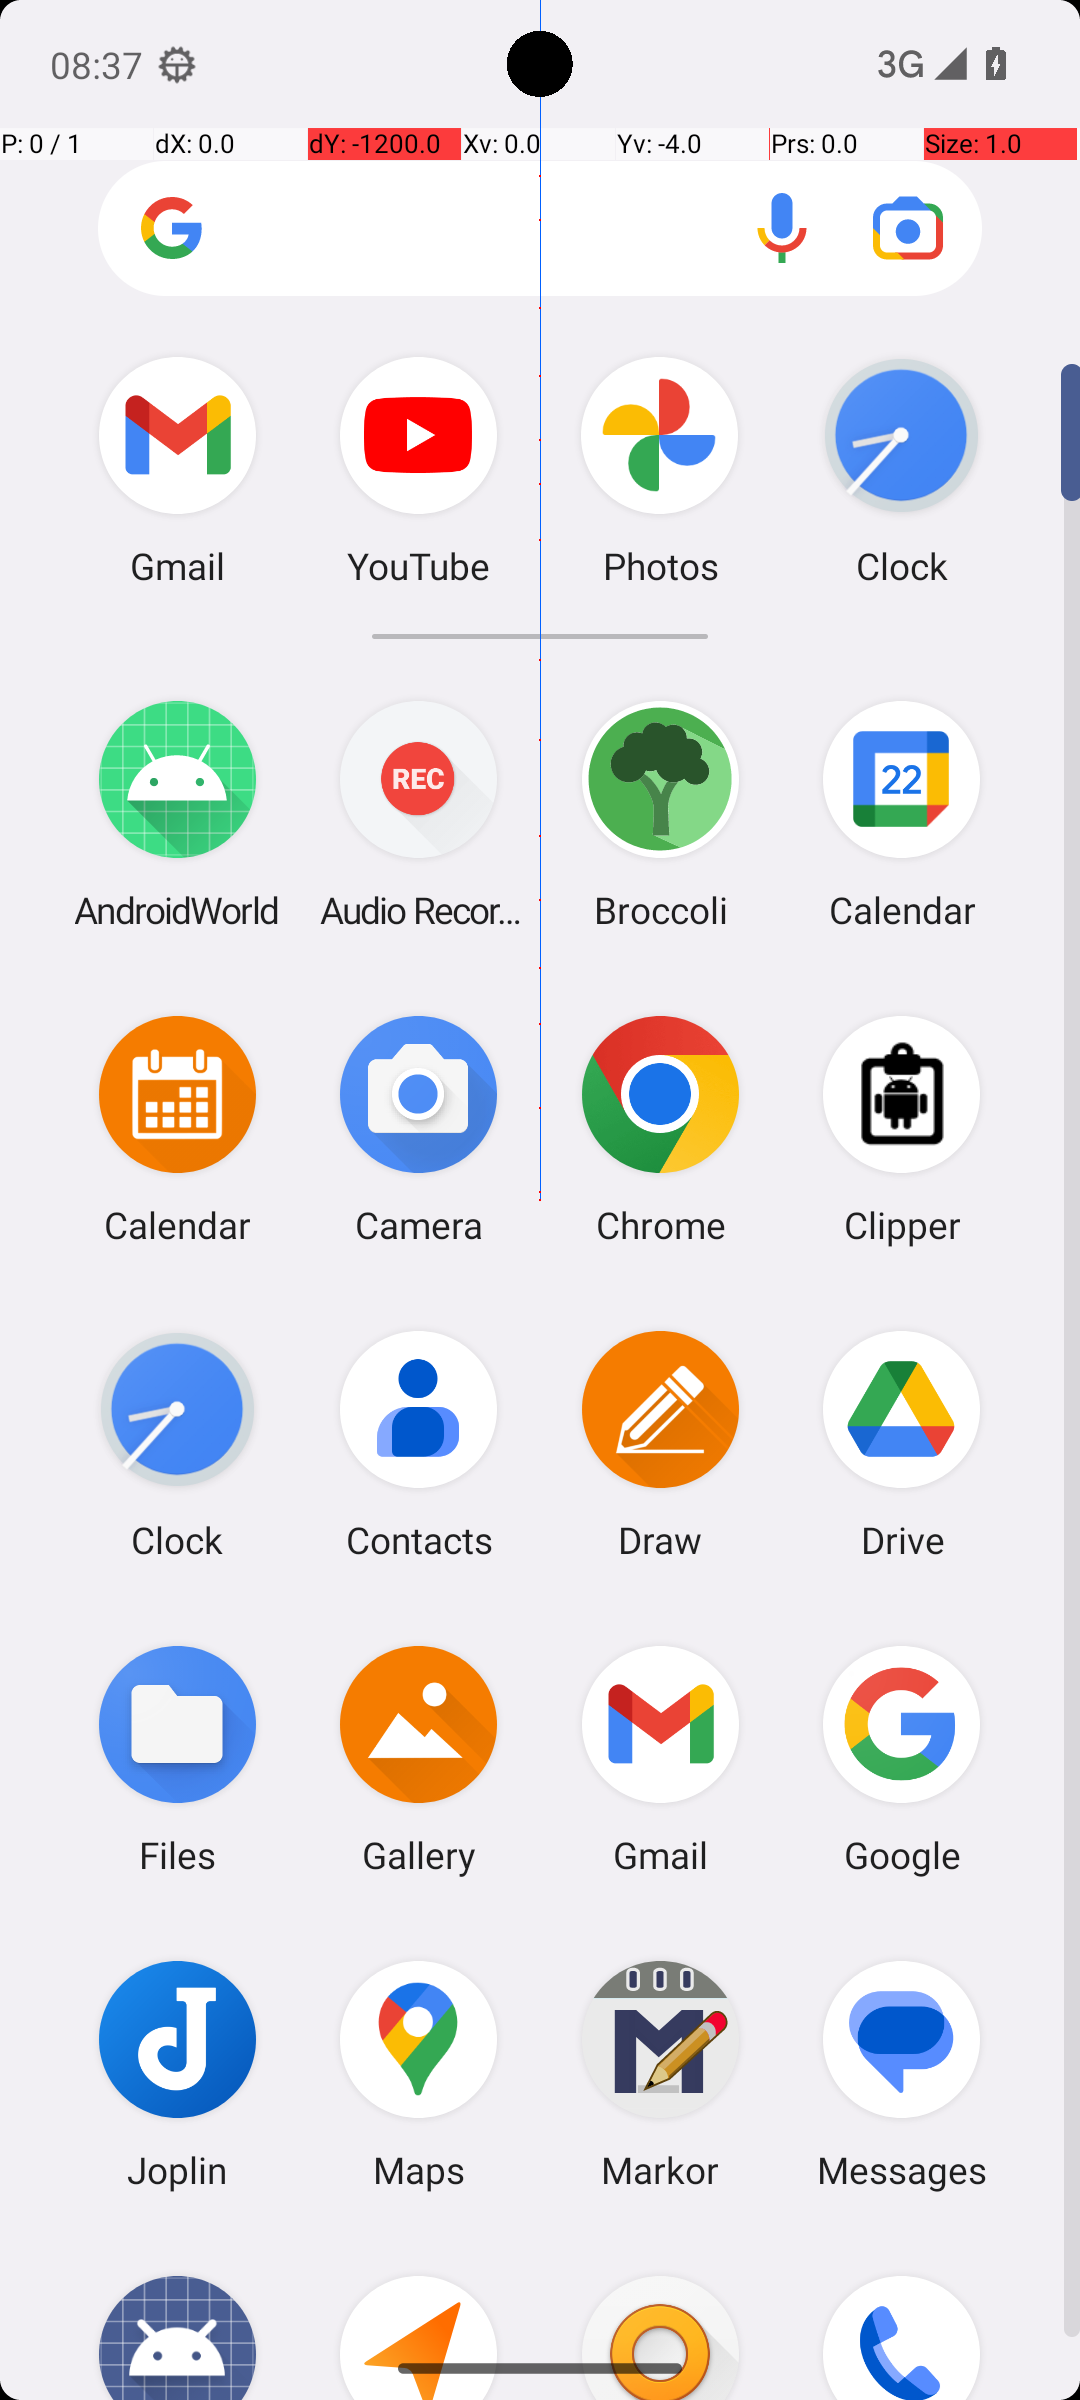 08:37
3G
P: 0 / 1
dX: 0.0
dY: -1200.0
Xv: 0.0
Yv: -4.0
Prs: 0.0
Size: 1.0
Gmail
YouTube
Photos
Clock
REC
22
AndroidWorld
Audio Recor...
Broccoli
Calendar
Calendar
Camera
Chrome
Clipper
Clock
Contacts
Draw
Drive
Files
Gallery
Gmail
Google
Joplin
Maps
Markor
Messages